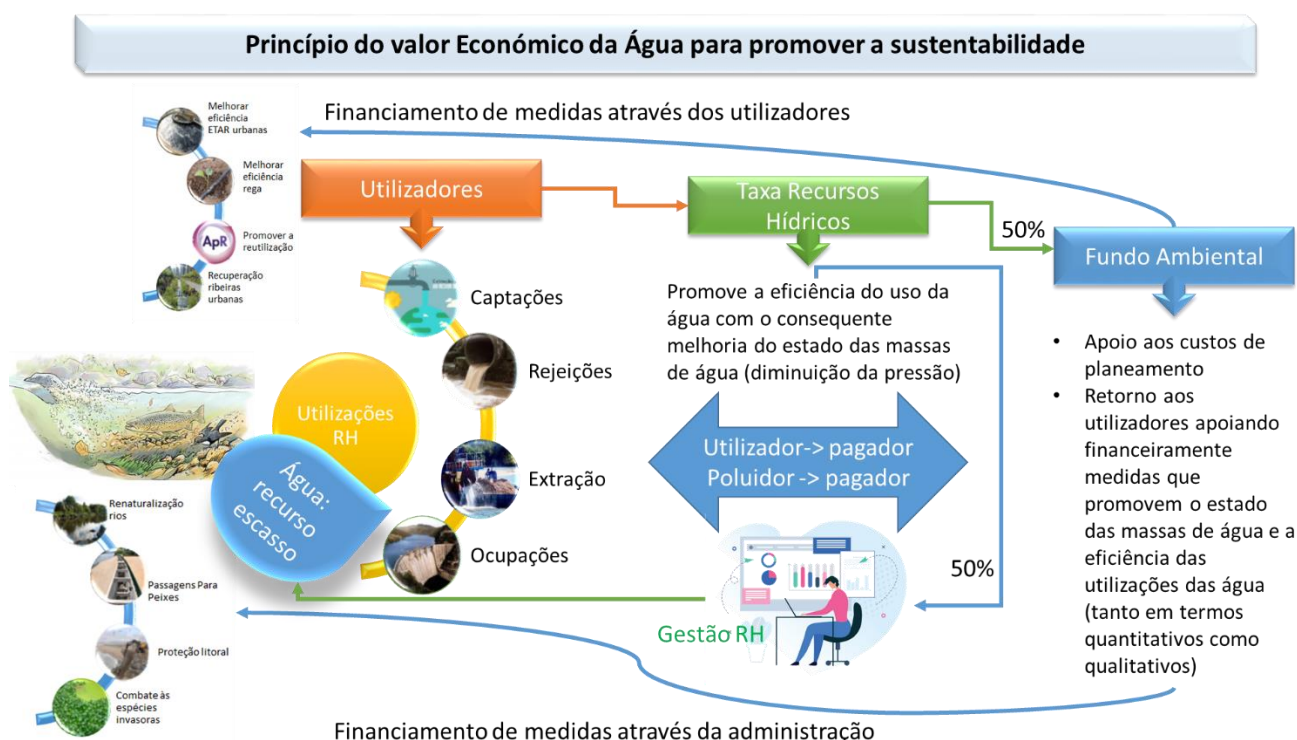 Princípio do valor Económico da Água para promover a sustentabilidade
Financiamento de medidas através dos utilizadores
Melhorar
eficiência
ETAR urbanas
Melhorar
eficiência
rega
ApR
Promover a
reutilização
Recuperação
ribeiras
urbanas
Utilizadores
Taxa Recursos
Hídricos
50%
Fundo Ambiental
Captações
Rejeições
Extração
Ocupações
Utilizações
RH
Água:
recurso
escasso
Promove a eficiência do uso da
água com o consequente
melhoria do estado das massas
de água (diminuição da pressão)
Utilizador-> pagador
Poluidor -> pagador
50%
Gestão RH
• Apoio aos custos de
planeamento
• Retorno aos
utilizadores apoiando
financeiramente
medidas que
promovem o estado
das massas de água e a
eficiência das
utilizações das água
(tanto em termos
quantitativos como
qualitativos)
Renaturalização
rios
Passagens Para
Peixes
Proteção litoral
Combate às
espécies
invasoras
Financiamento de medidas através da administração